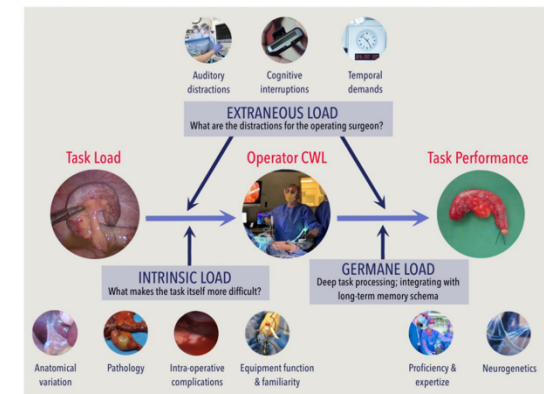 Auditory
distractions
Cognitive
interruptions
Temporal
demands
EXTRANEOUS LOAD
What are the distractions for the operating surgeon?
Task Load
Operator CWL
Task Performance
INTRINSIC LOAD
What makes the task itself more difficult?
GERMANE LOAD
Deep task processing; integrating with
long-term memory schema
Anatomical
variation
Pathology
Intra-operative
complications
Equipment function
& familiarity
Proficiency &
expertize
Neurogenetics